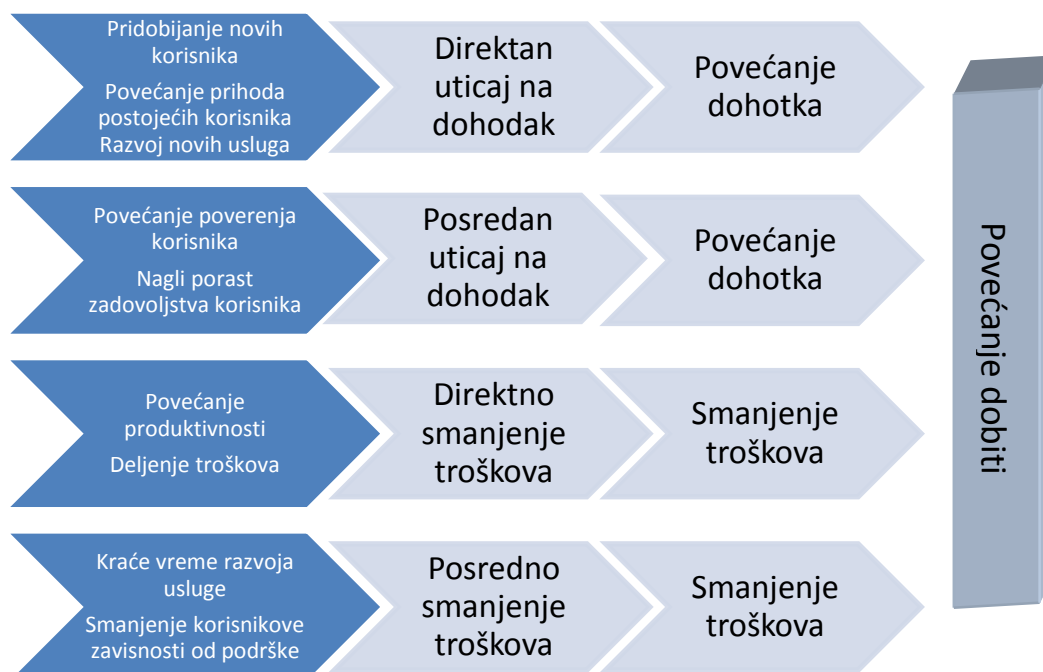 Pridobijanje novih
korisnika
Povećanje prihoda
postojećih korisnika
Razvoj novih usluga
Direktan
uticaj na
dohodak
Povećanje
dohotka
Povećanje poverenja
korisnika
Nagli porast
zadovoljstva korisnika
Posredan
uticaj na
dohodak
Povećanje
dohotka
Povećanje
produktivnosti
Deljenje troškova
Direktno
smanjenje
troškova
Smanjenje
troškova
Kraće vreme razvoja
usluge
Smanjenje korisnikove
zavisnosti od podrške
Posredno
smanjenje
troškova
Smanjenje
troškova
Povećanje dobiti